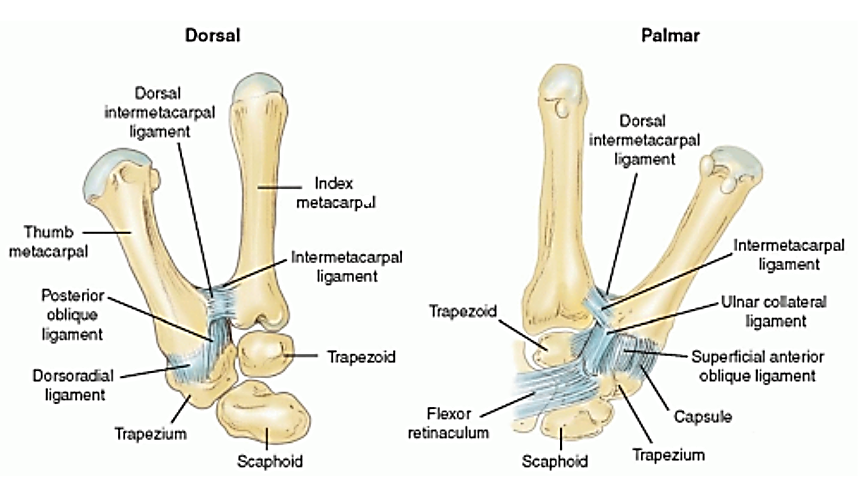 Dorsal
Palmar
Dorsal
intermetacarpal
ligament
Index
metacarpul
Thumb
metacarpal
Intermetacarpal
ligament
Posterior
oblique
ligament
Trapezoid
Dorsoradial
ligament
Trapezium
Scaphoid
Dorsal
intermetacarpal
ligament
Intermetacarpal
ligament
Ulnar collateral
ligament
Trapezoid
Superficial anterior
oblique ligament
Capsule
Flexor
retinaculum
Trapezium
Scaphoid